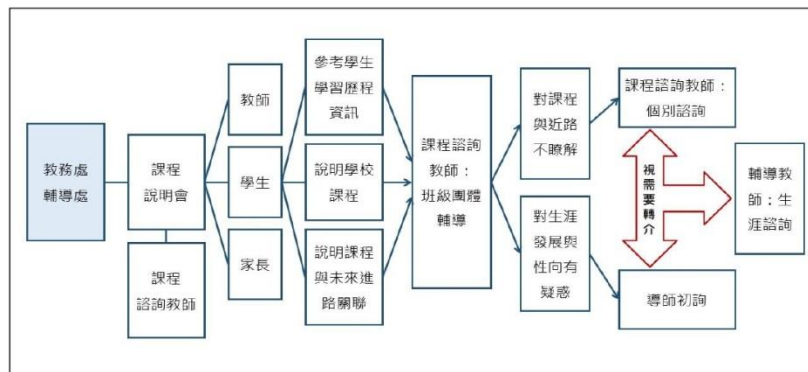 教務處
輔導處
課程
說明會
課程
諮詢教師
教師
學生
家長
參考學生
學習歷程
資訊
說明學校
課程
說明課程
與未來進
路關聯
課程諮詢
教師：
班級團體
輔導
對課程
與近路
不瞭解
對生涯
發展與
性向有
疑惑
課程諮詢教師：
個別諮詢
視需要轉介
導師初詢
輔導教
師：生
涯諮詢